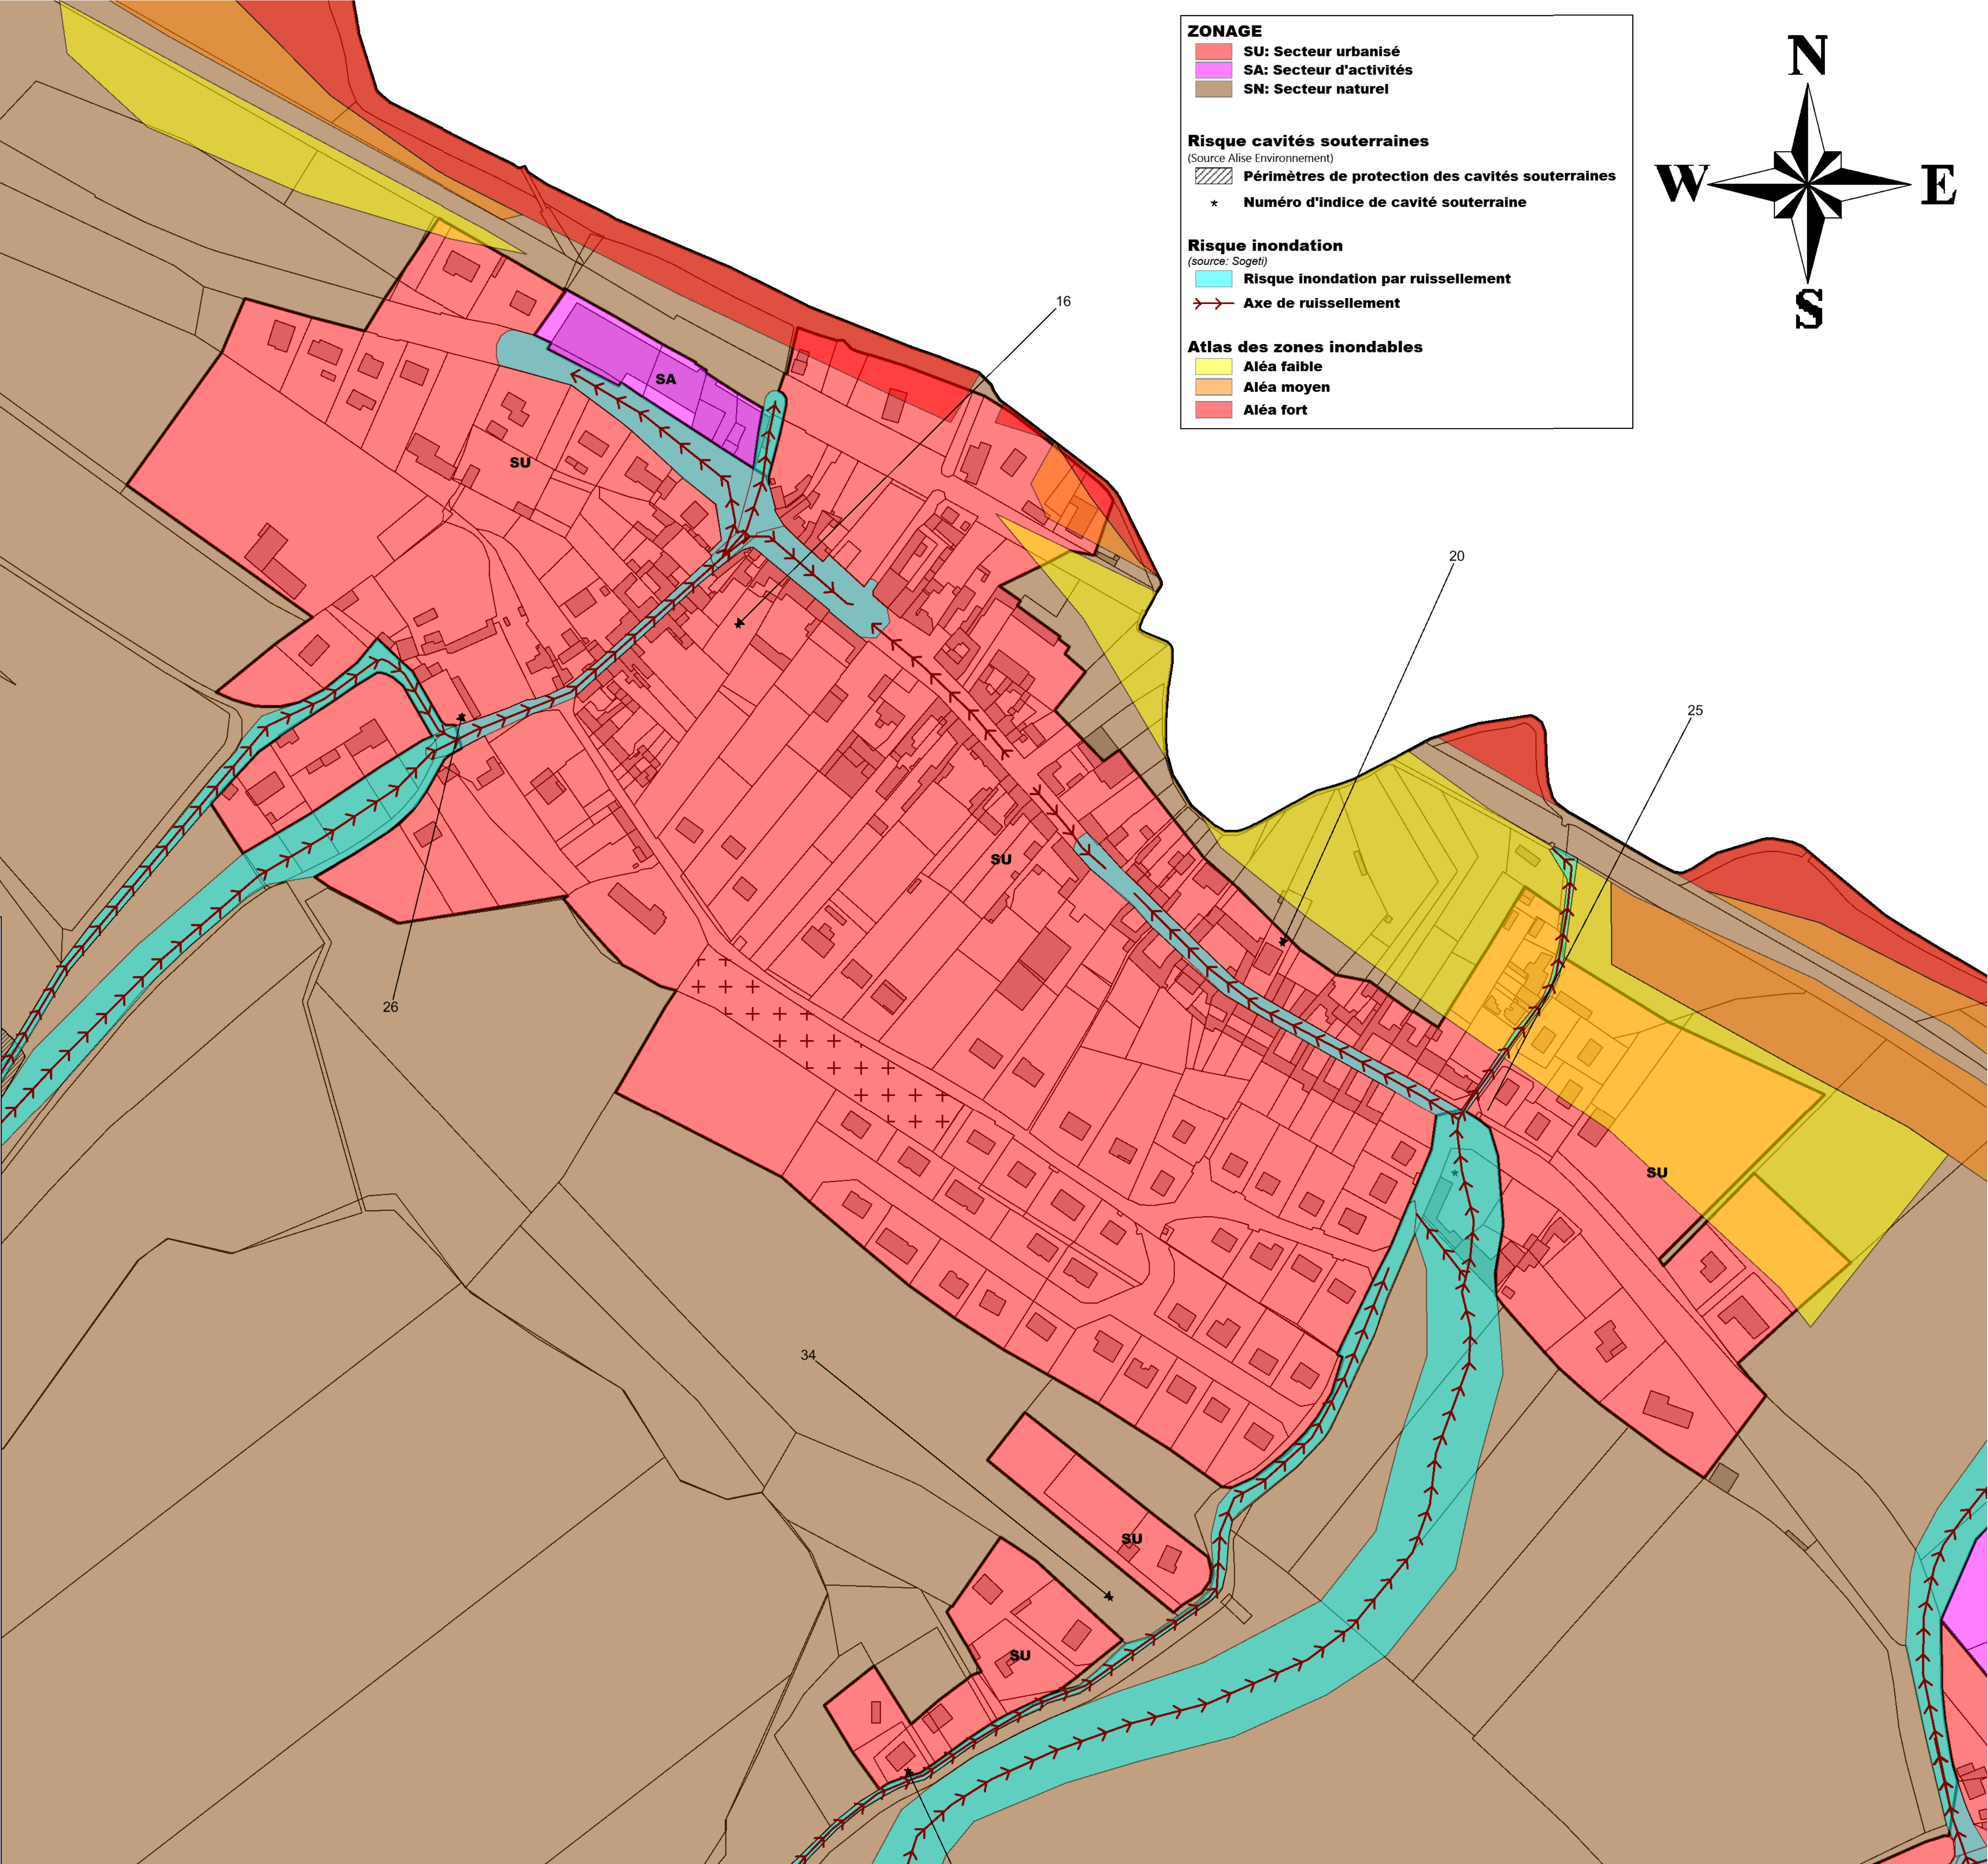 ZONAGE
SU: Secteur urbanisé
SA: Secteur d'activités
SN: Secteur naturel
Risque cavités souterraines
(Source Alise Environnement)
Périmètres de protection des cavités souterraines
Numéro d'indice de cavité souterraine
Risque inondation
(source: Sogeti)
Risque inondation par ruissellement
Axe de ruissellement
Atlas des zones inondables
Aléa faible
Aléa moyen
Aléa fort
N
W
E
S
16
SA
SU
20
25
SU
26
SU
34
SU
SU